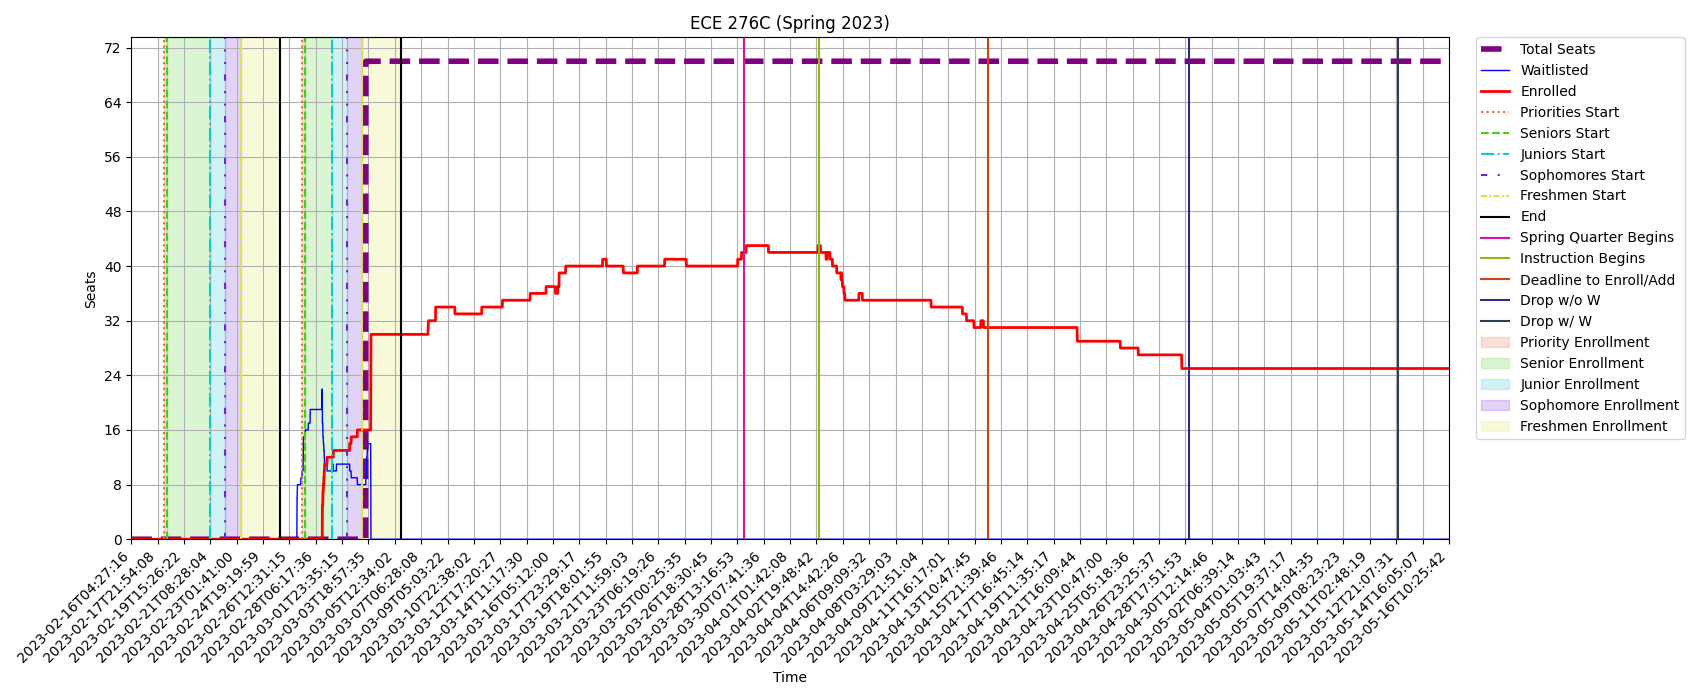 ECE 276C (Spring 2023)
72
64
56
48
40
32
24
16
8
0
Seats
2023-02-16T04:27:16
2023-02-17T21:54:08
2023-02-19T15:26:22
2023-02-21T08:28:04
2023-02-23T01:41:00
2023-02-24T19:19:59
2023-02-26T12:31:15
2023-02-28T06:17:36
2023-03-01T23:35:15
2023-03-03T18:57:35
2023-03-05T12:34:02
2023-03-07T06:28:08
2023-03-09T05:03:22
2023-03-10T22:38:02
2023-03-12T17:20:27
2023-03-14T11:17:30
2023-03-16T05:12:00
2023-03-17T23:29:17
2023-03-19T18:01:55
2023-03-21T11:59:03
2023-03-23T06:19:26
2023-03-25T00:25:35
2023-03-26T18:30:45
2023-03-28T13:16:53
2023-03-30T07:41:36
2023-04-01T01:42:08
2023-04-02T19:48:42
2023-04-04T14:42:26
2023-04-06T09:09:32
2023-04-08T03:29:03
2023-04-09T21:51:04
2023-04-11T16:17:01
2023-04-13T10:47:45
2023-04-15T21:39:46
2023-04-17T16:45:14
2023-04-19T11:35:17
2023-04-21T16:09:44
2023-04-23T10:47:00
2023-04-25T05:18:36
2023-04-26T23:25:37
2023-04-28T17:51:53
2023-04-30T12:14:46
2023-05-02T06:39:14
2023-05-04T01:03:43
2023-05-05T19:37:17
2023-05-07T14:04:35
2023-05-09T08:23:23
2023-05-11T02:48:19
2023-05-12T21:07:31
2023-05-14T16:05:07
2023-05-16T10:25:42
Time
Total Seats
Waitlisted
Enrolled
Priorities Start
Seniors Start
Juniors Start
Sophomores Start
Freshmen Start
End
Spring Quarter Begins
Instruction Begins
Deadline to Enroll/Add
Drop w/o W
Drop w/ W
Priority Enrollment
Senior Enrollment
Junior Enrollment
Sophomore Enrollment
Freshmen Enrollment